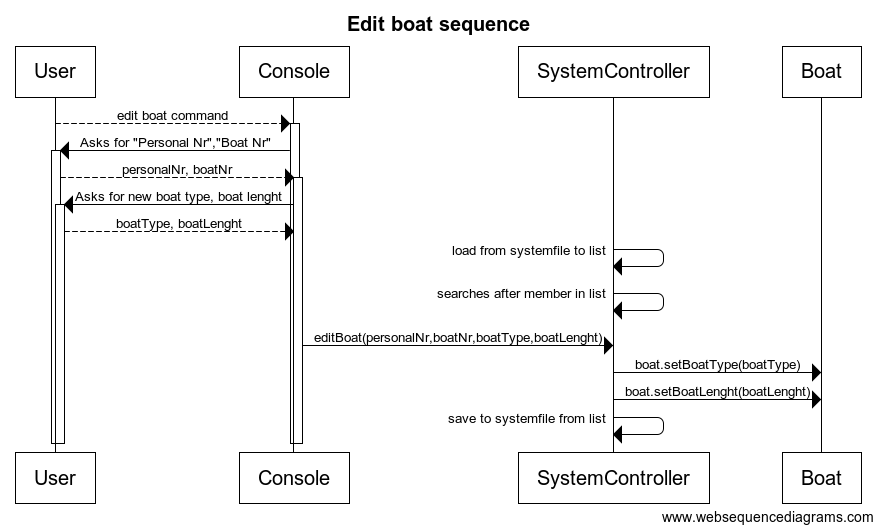 Edit boat sequence
User
Console
SystemController
Boat
edit boat command
Asks for "Personal Nr","Boat Nr"
personalNr, boatNr
Asks for new boat type, boat lenght
boatType, boatLenght
load from systemfile to list
searches after member in list
editBoat(personalNr,boatNr,boatType,boatLenght)
boat.setBoatType(boatType)
boat.setBoatLenght(boatLenght)
save to systemfile from list
User
Console
SystemController
Boat
www.websequencediagrams.com